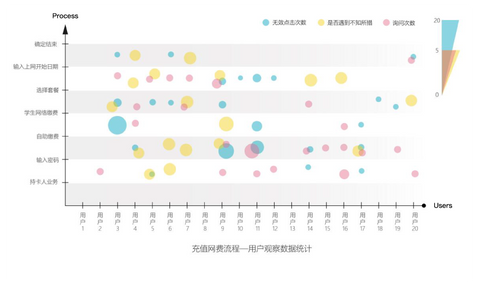 Process
无效点击次数
是否遇到不知所措
询问次数
20
5
0
确定结束
输入上网开始日期
选择套餐
学生网络缴费
自助缴费
输入密码
持卡人业务
Users
用户1
用户2
用户3
用户4
用户5
用户6
用户7
用户8
用户9
用户10
用户11
用户12
用户13
用户14
用户15
用户16
用户17
用户18
用户19
用户20
充值网费流程—用户观察数据统计